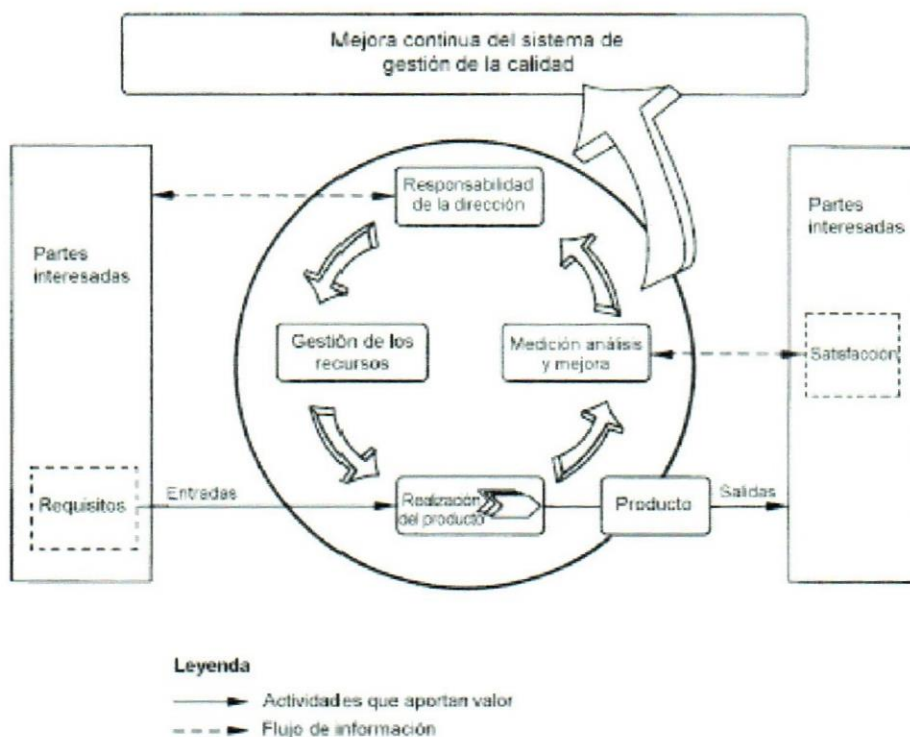 Mejora continua del sistema de
gestión de la calidad
Responsabilidad
de la dirección
Partes
interesadas
Partes
interesadas
Gestión de los
recursos
Medición análisis
y mejora
Satisfacción
Requisitos
Entradas
Realización
del producto
Producto
Salidas
Leyenda
Actividades que aportan valor
Flujo de información